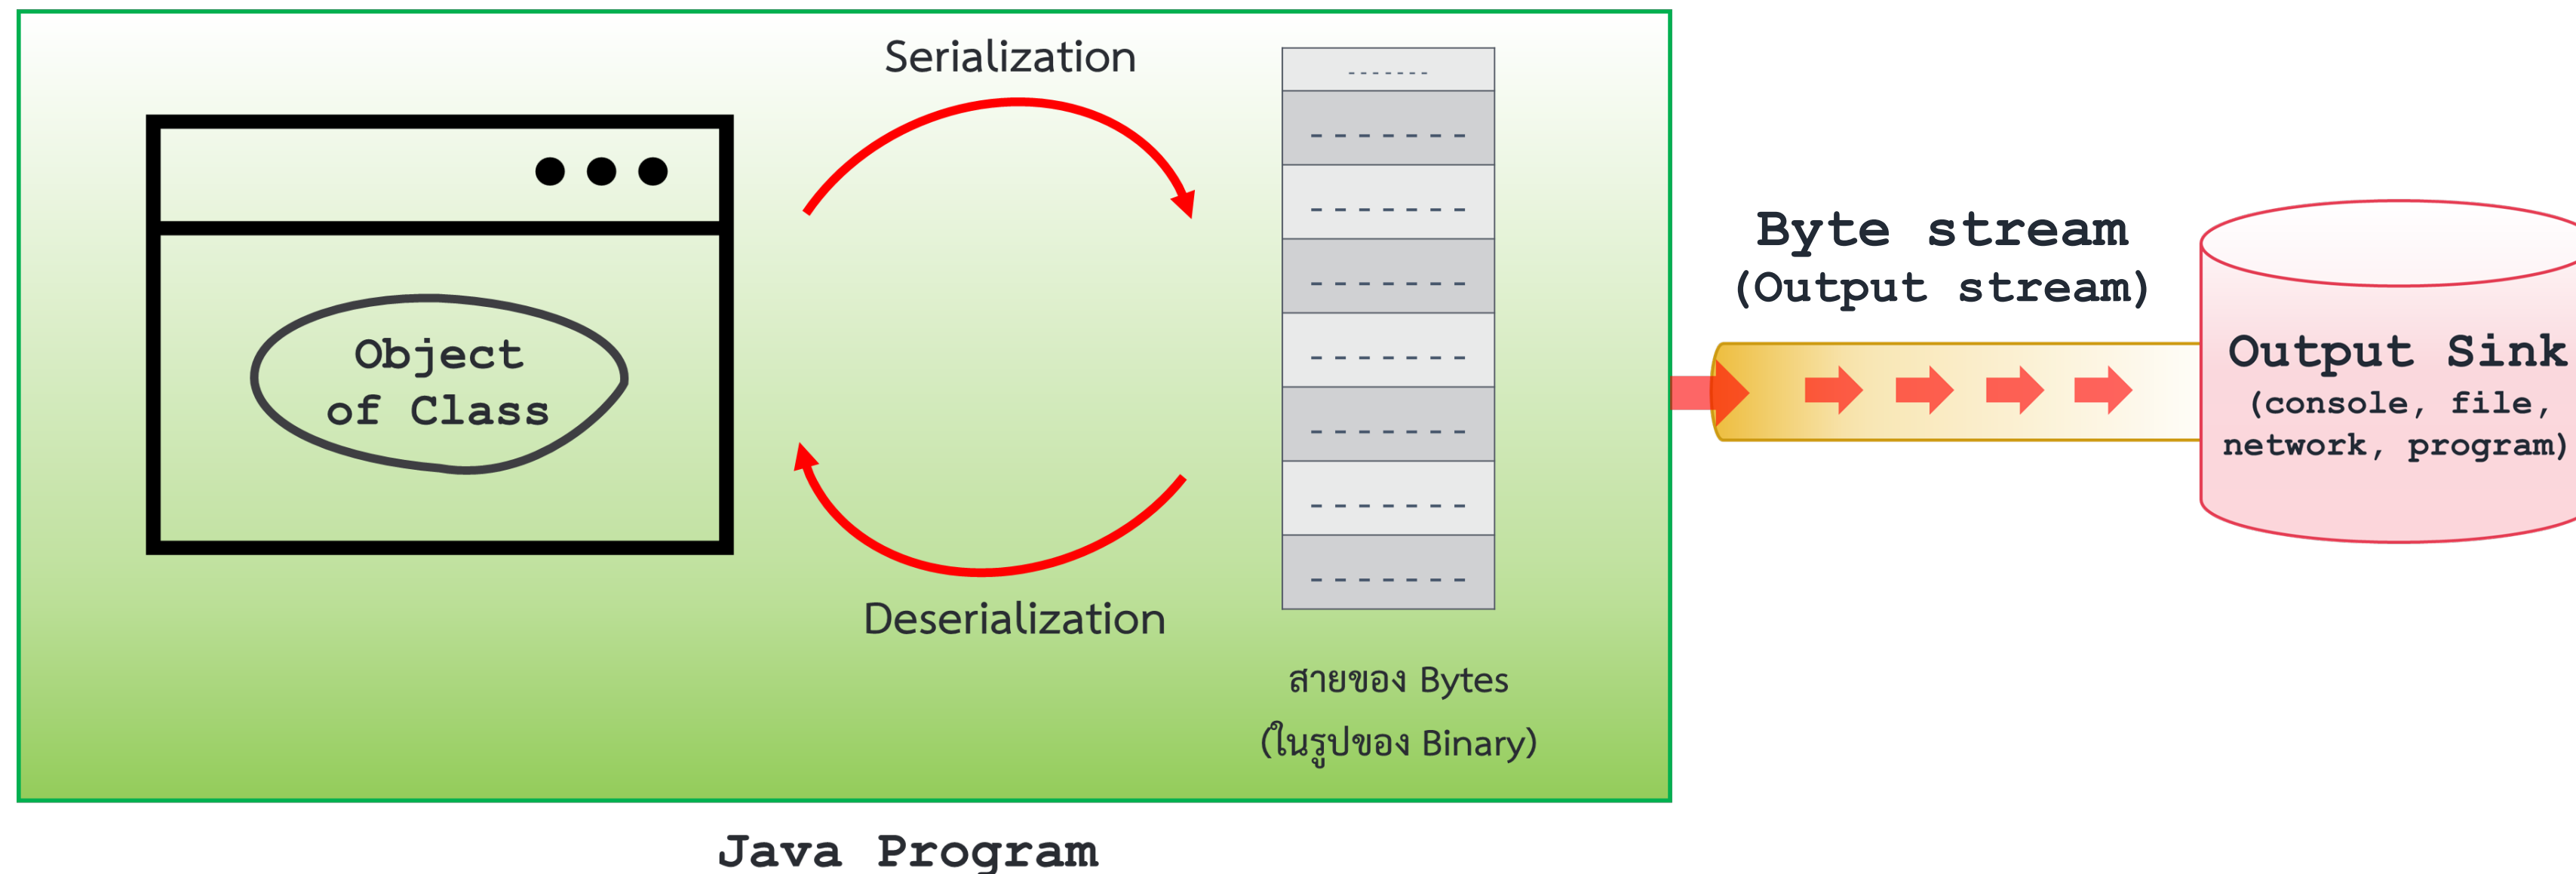 Serialization
Object
of Class
Deserialization
สายของ Bytes
(ในรูปของ Binary)
Java Program
Byte stream
(Output stream)
Output Sink
(console, file,
network, program)